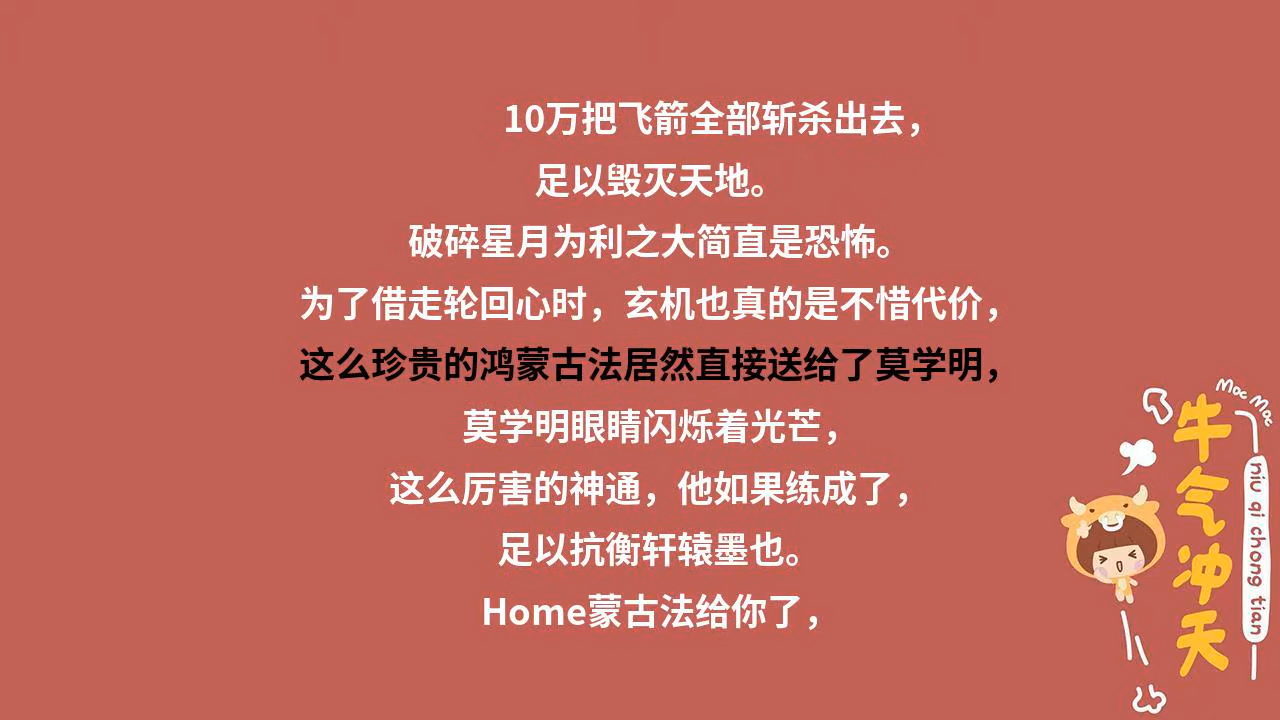 10万把飞箭全部斩杀出去，
足以毁灭天地。
破碎星月为利之大简直是恐怖。
为了借走轮回心时，玄机也真的是不惜代价，
这么珍贵的鸿蒙古法居然直接送给了莫学明，
莫学明眼睛闪烁着光芒，
这么厉害的神通，他如果练成了，
足以抗衡轩辕墨也。
Home蒙古法给你了，
Moc Moc
牛气冲天
niu qi chong tian